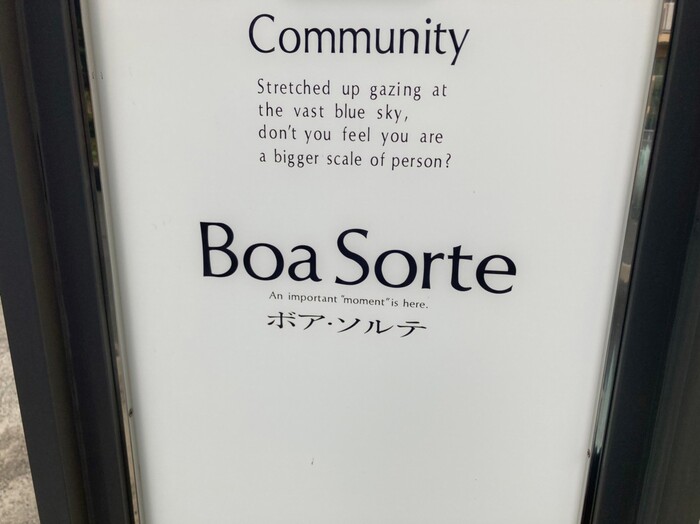 Community
Stretched up gazing at
the vast blue sky,
don't you feel you are
a bigger scale of person?
Boa Sorte
An important "moment" is here.
ボア・ソルテ